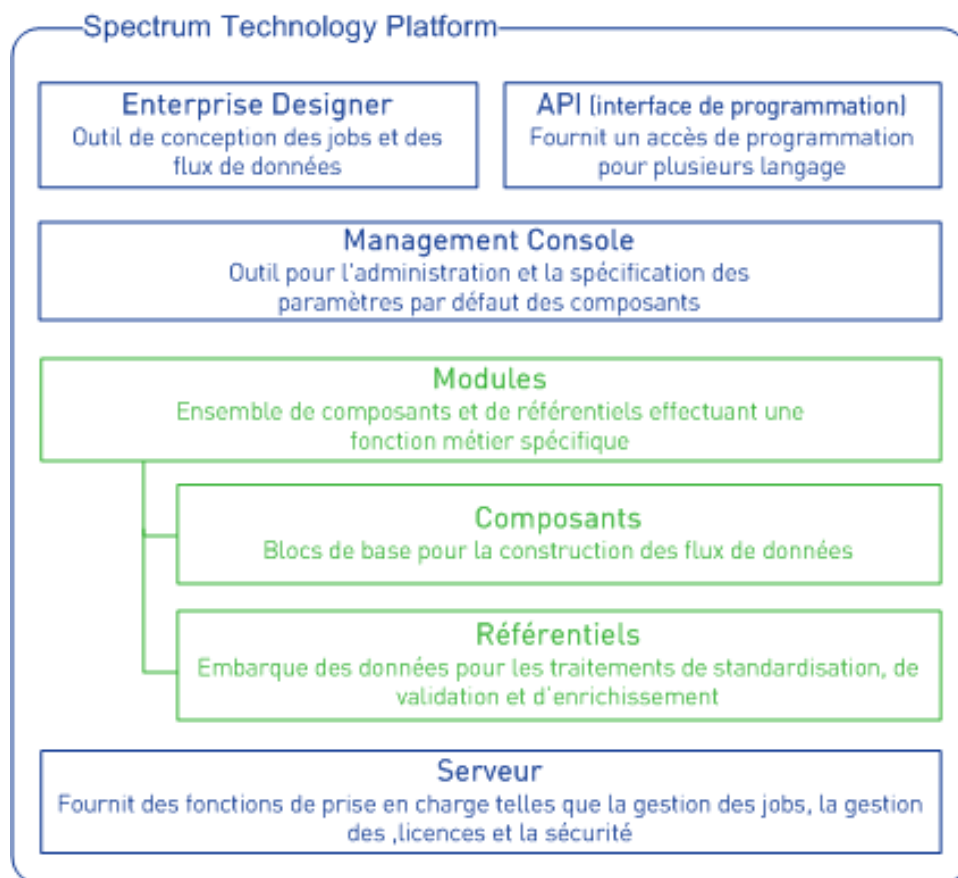 Spectrum Technology Platform
Enterprise Designer
Outil de conception des jobs et des
flux de données
API (interface de programmation)
Fournit un accès de programmation
pour plusieurs langage
Management Console
Outil pour l'administration et la spécification des
paramètres par défaut des composants
Modules
Ensemble de composants et de référentiels effectuant une
fonction métier spécifique
Composants
Blocs de base pour la construction des flux de données
Référentiels
Embarque des données pour les traitements de standardisation, de
validation et d'enrichissement
Serveur
Fournit des fonctions de prise en charge telles que la gestion des jobs, la gestion
des ,licences et la sécurité